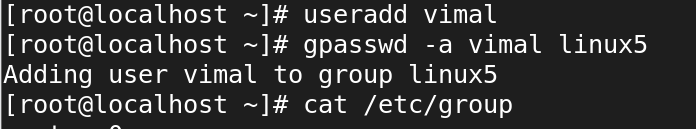 [root@localhost ~]# useradd vimal
[root@localhost ~]# gpasswd -a vimal linux5
Adding user vimal to group linux5
[root@localhost ~]# cat /etc/group